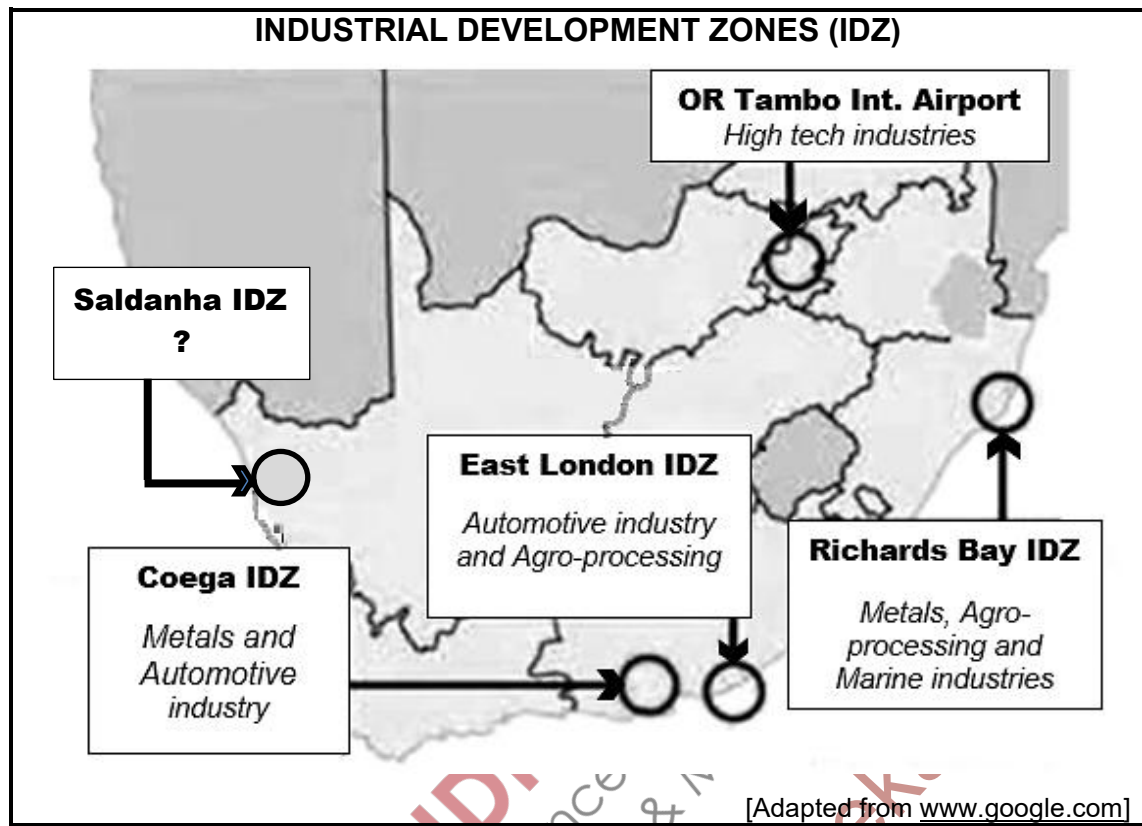 INDUSTRIAL DEVELOPMENT ZONES (IDZ)
OR Tambo Int. Airport
High tech industries
Saldanha IDZ
?
East London IDZ
Automotive industry
and Agro-processing
Coega IDZ
Metals and
Automotive
industry
Richards Bay IDZ
Metals, Agro-
processing and
Marine industries
[Adapted from www.google.com]